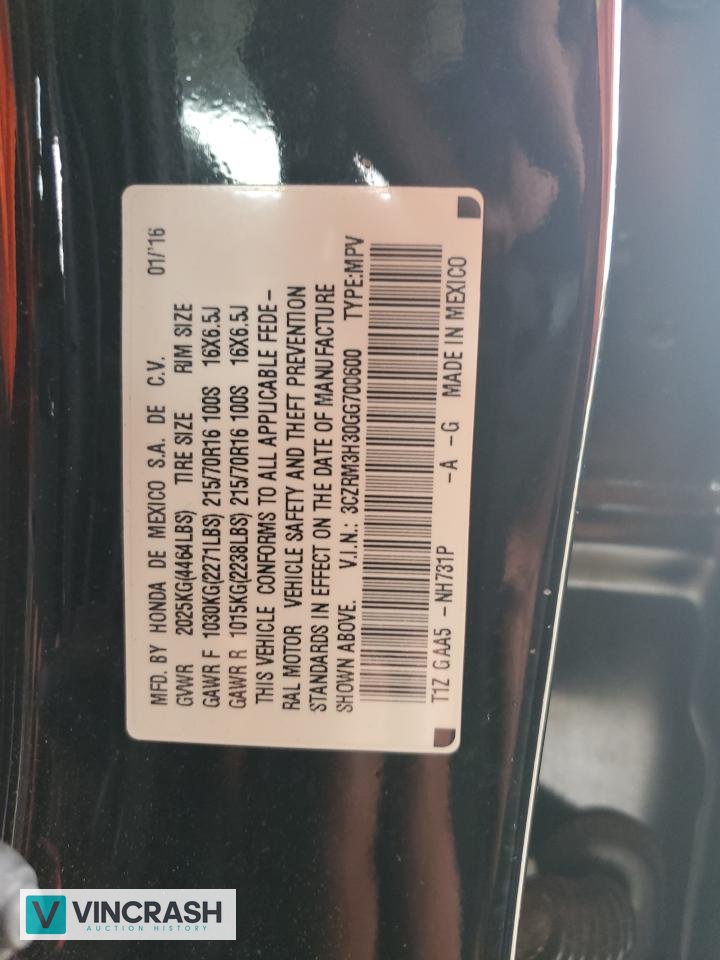 MFD. BY HONDA DE MEXICO S.A. DE C.V. 01/'16
GVWR 2025KG(4464LBS) TIRE SIZE RIM SIZE
GAWR F 1030KG(2271LBS) 215/70R16 100S 16X6.5J
GAWR R 1015KG(2238LBS) 215/70R16 100S 16X6.5J
THIS VEHICLE CONFORMS TO ALL APPLICABLE FEDE-
RAL MOTOR VEHICLE SAFETY AND THEFT PREVENTION
STANDARDS IN EFFECT ON THE DATE OF MANUFACTURE
SHOWN ABOVE. V.I.N.: 3CZRM3H30GG700600 TYPE:MPV
T1Z GAA5 -NH731P -A -G MADE IN MEXICO
V VINCRASH
AUCTION HISTORY